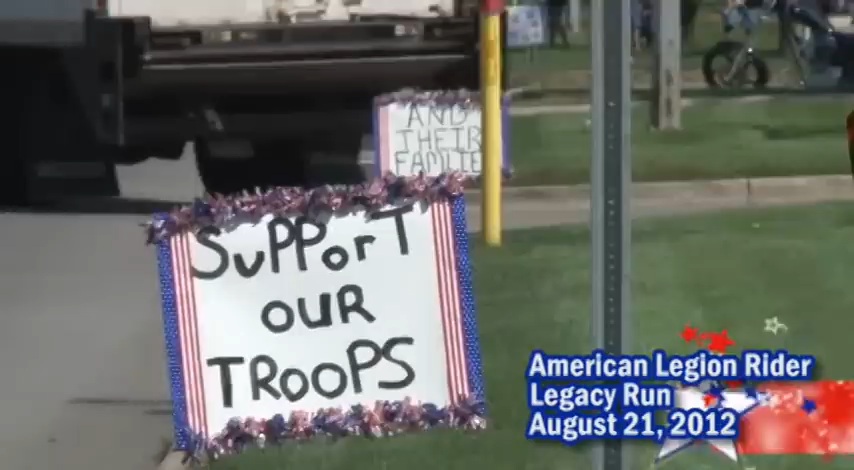 AND
THEIR
FAMILIE
SuPPorT
OUR
TROOPS
American Legion Rider
Legacy Run
August 21, 2012